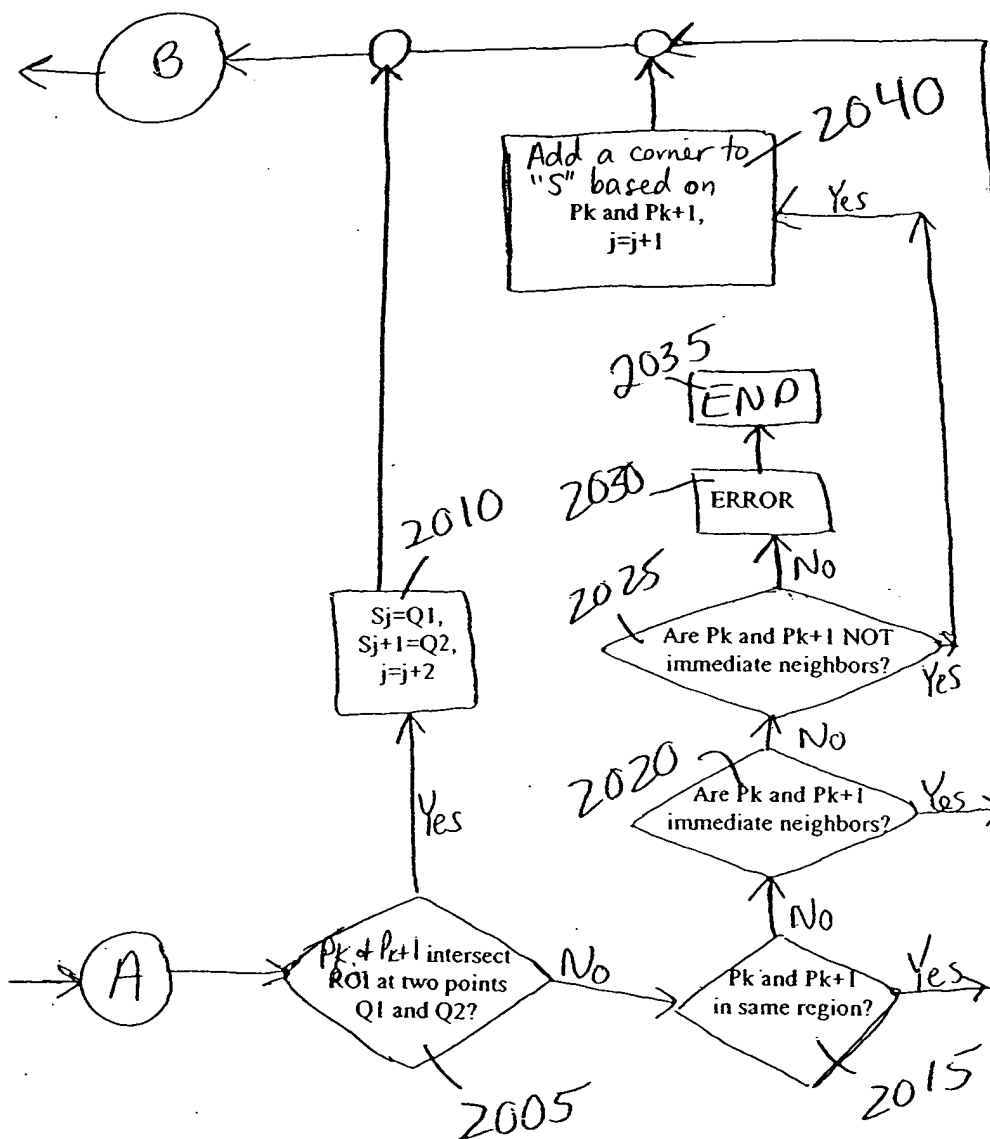 B
2040
Add a corner to
"S" based on
Pk and Pk+1,
j=j+1
Yes
2035
END
2030
ERROR
2010
No
2025
Sj=Q1,
Sj+1=Q2,
j=j+2
Are Pk and Pk+1 NOT
immediate neighbors?
Yes
No
2020
Are Pk and Pk+1
immediate neighbors?
Yes
Yes
No
A
Pk & Pk+1 intersect
ROI at two points
Q1 and Q2?
No
Pk and Pk+1
in same region?
Yes
2005
2015